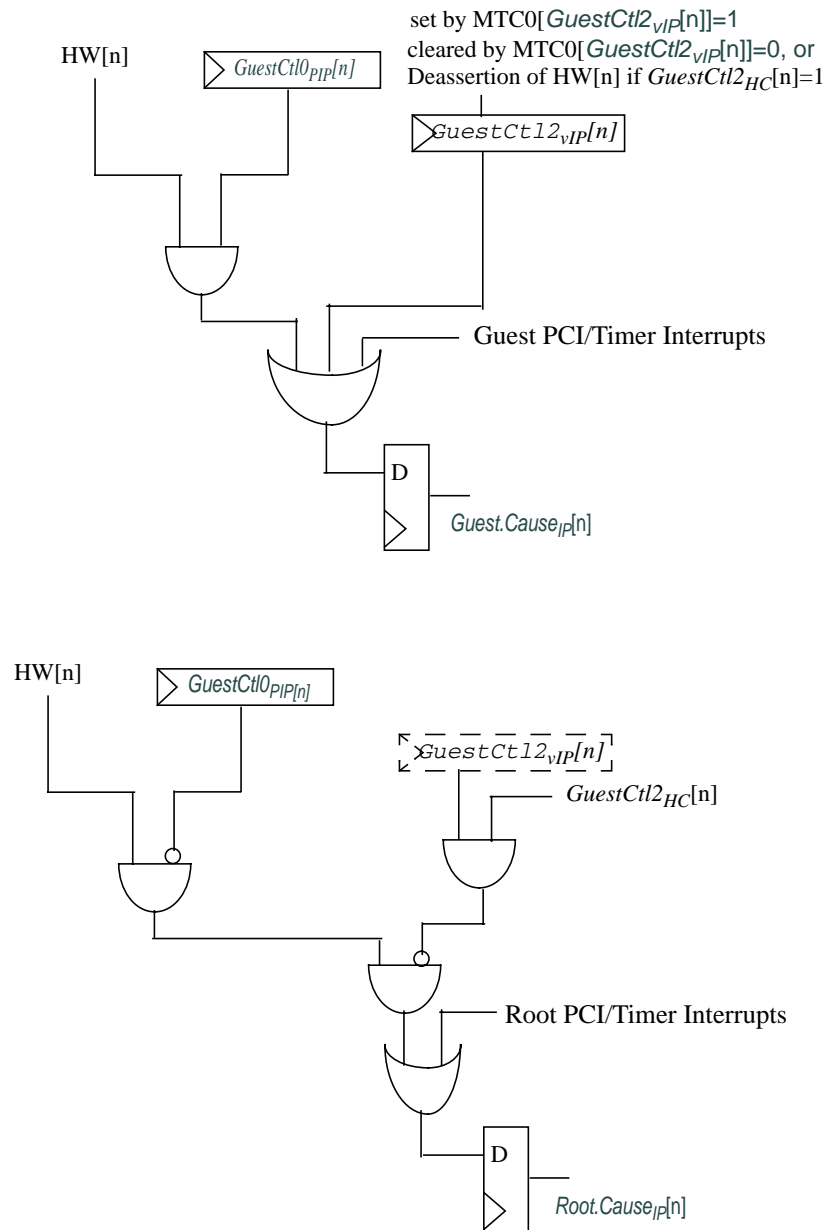 set by MTC0[GuestCtl2vIP[n]]=1
cleared by MTC0[GuestCtl2vIP[n]]=0, or
Deassertion of HW[n] if GuestCtl2HC[n]=1
HW[n]
GuestCtl0PIP[n]
GuestCtl2vIP[n]
Guest PCI/Timer Interrupts
D
Guest.CauseIP[n]
HW[n]
GuestCtl0PIP[n]
GuestCtl2vIP[n]
GuestCtl2HC[n]
Root PCI/Timer Interrupts
D
Root.CauseIP[n]